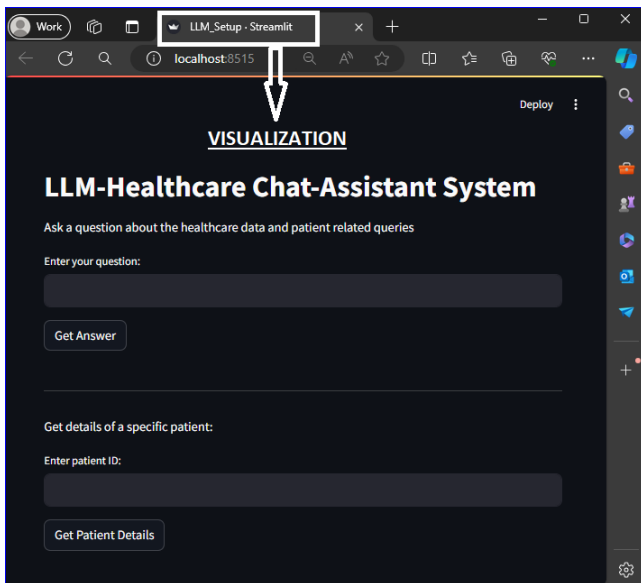 Work
LLM_Setup · Streamlit
localhost:8515
Deploy
VISUALIZATION
LLM-Healthcare Chat-Assistant System
Ask a question about the healthcare data and patient related queries
Enter your question:
Get Answer
Get details of a specific patient:
Enter patient ID:
Get Patient Details